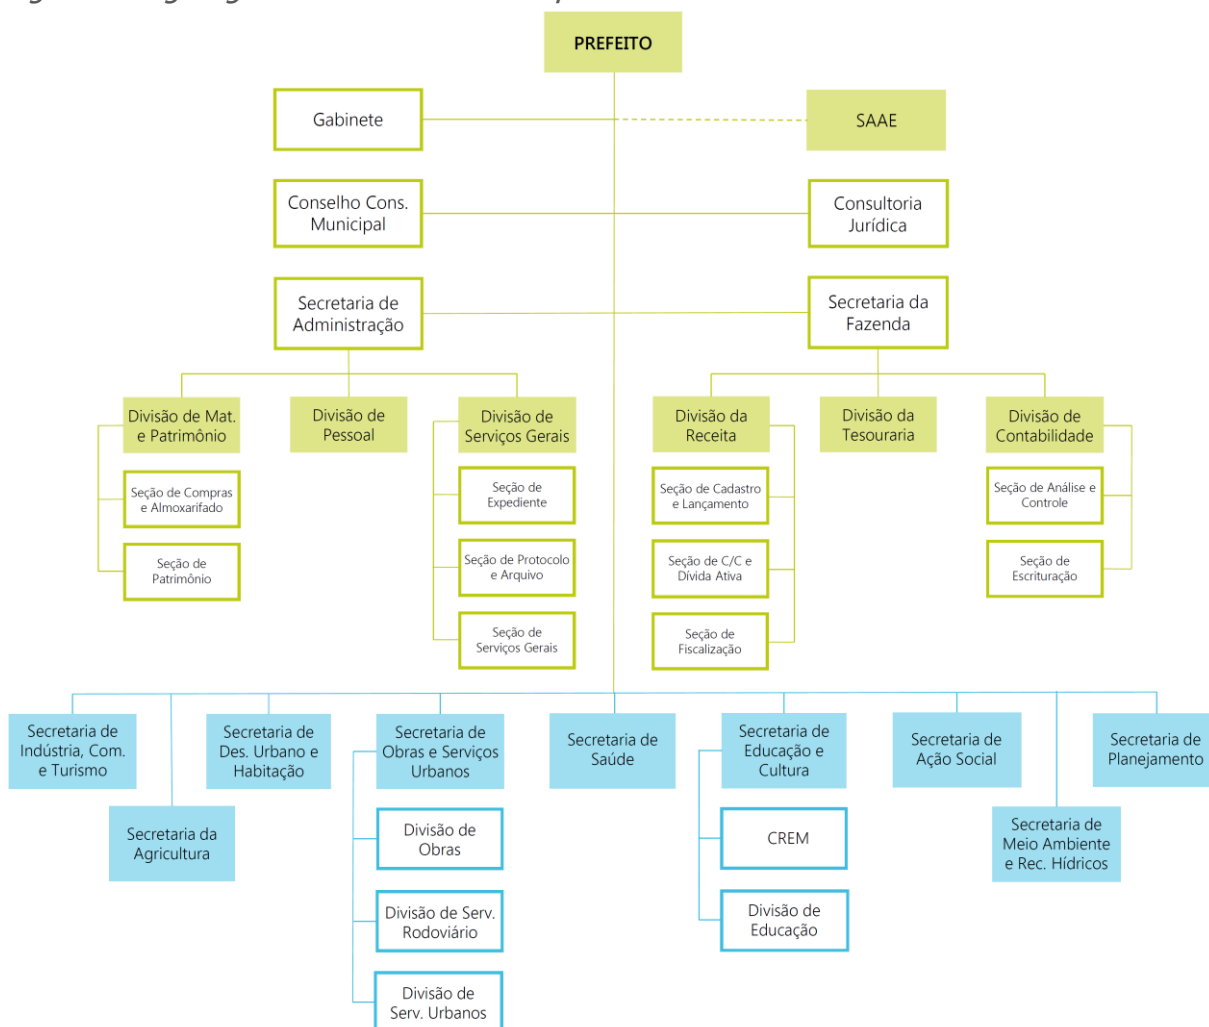 PREFEITO
Gabinete
SAAE
Conselho Cons.
Municipal
Consultoria
Jurídica
Secretaria de
Administração
Secretaria da
Fazenda
Divisão de Mat.
e Patrimônio
Divisão de
Pessoal
Divisão de
Serviços Gerais
Divisão da
Receita
Divisão da
Tesouraria
Divisão de
Contabilidade
Seção de Compras
e Almoxarifado
Seção de
Expediente
Seção de Cadastro
e Lançamento
Seção de Análise e
Controle
Seção de
Patrimônio
Seção de Protocolo
e Arquivo
Seção de C/C e
Dívida Ativa
Seção de
Escrituração
Seção de
Serviços Gerais
Seção de
Fiscalização
Secretaria de
Indústria, Com.
e Turismo
Secretaria de
Des. Urbano e
Habitação
Secretaria de
Obras e Serviços
Urbanos
Secretaria de
Saúde
Secretaria de
Educação e
Cultura
Secretaria de
Ação Social
Secretaria de
Planejamento
Secretaria da
Agricultura
Divisão de
Obras
CREM
Secretaria de
Meio Ambiente
e Rec. Hídricos
Divisão de Serv.
Rodoviário
Divisão de
Educação
Divisão de
Serv. Urbanos